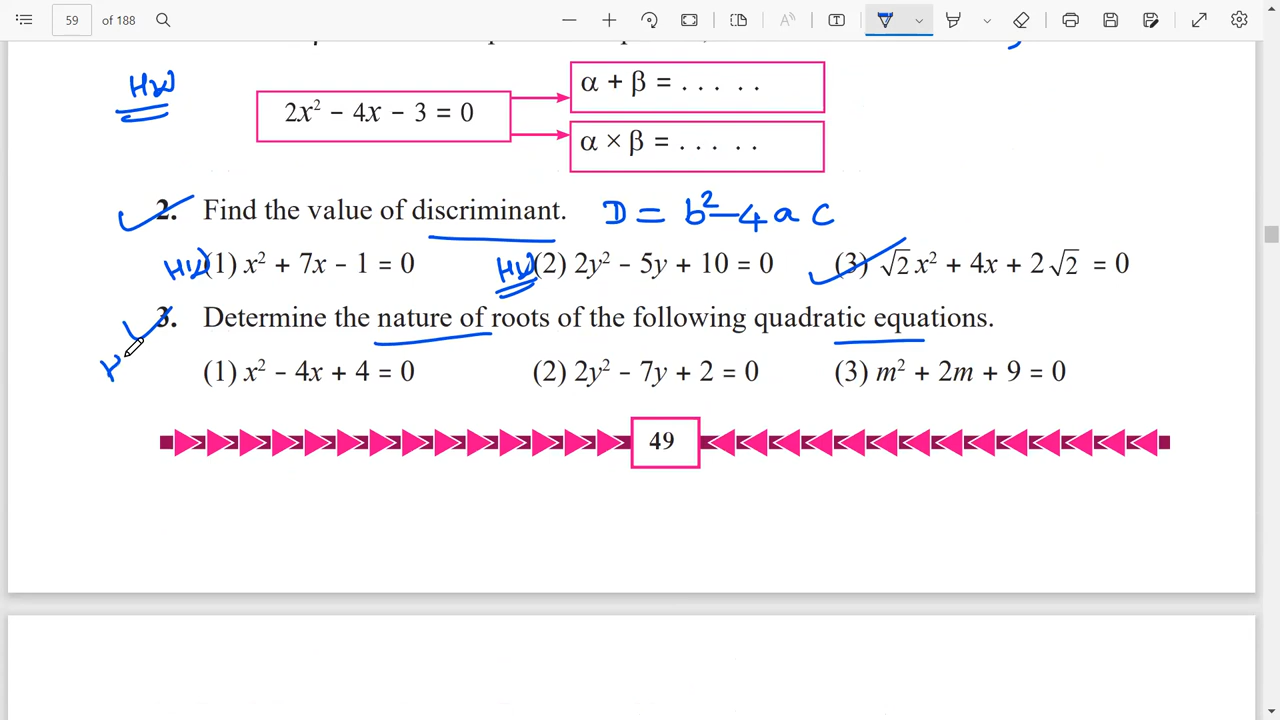 59 of 188
HW
2x² − 4x − 3 = 0
α + β = . . . . .
α × β = . . . . .
2. Find the value of discriminant. D = b² − 4ac
HW (1) x² + 7x − 1 = 0 HW (2) 2y² − 5y + 10 = 0 (3) √2 x² + 4x + 2√2 = 0
3. Determine the nature of roots of the following quadratic equations.
(1) x² − 4x + 4 = 0 (2) 2y² − 7y + 2 = 0 (3) m² + 2m + 9 = 0
49